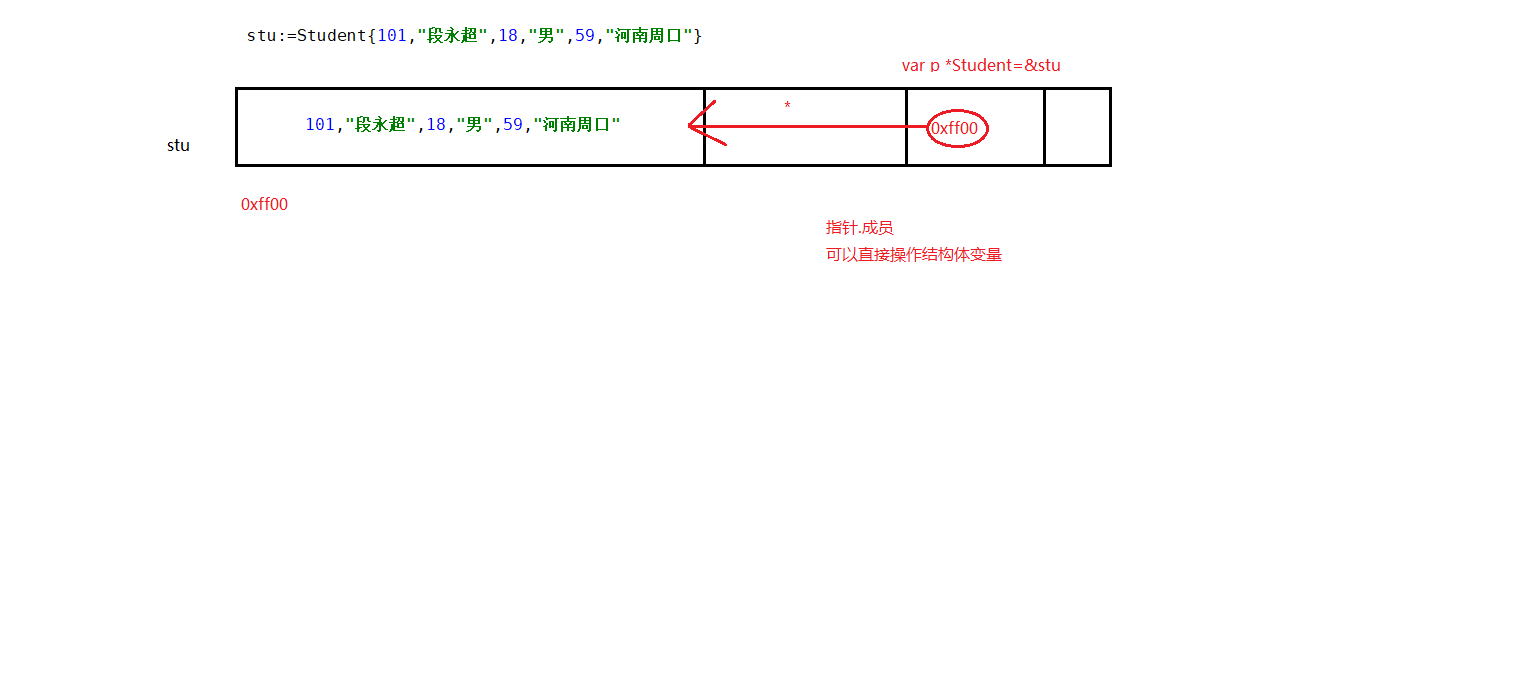 stu:=Student{101,"段永超",18,"男",59,"河南周口"}
var p *Student=&stu
*
101,"段永超",18,"男",59,"河南周口"
0xff00
stu
0xff00
指针.成员
可以直接操作结构体变量